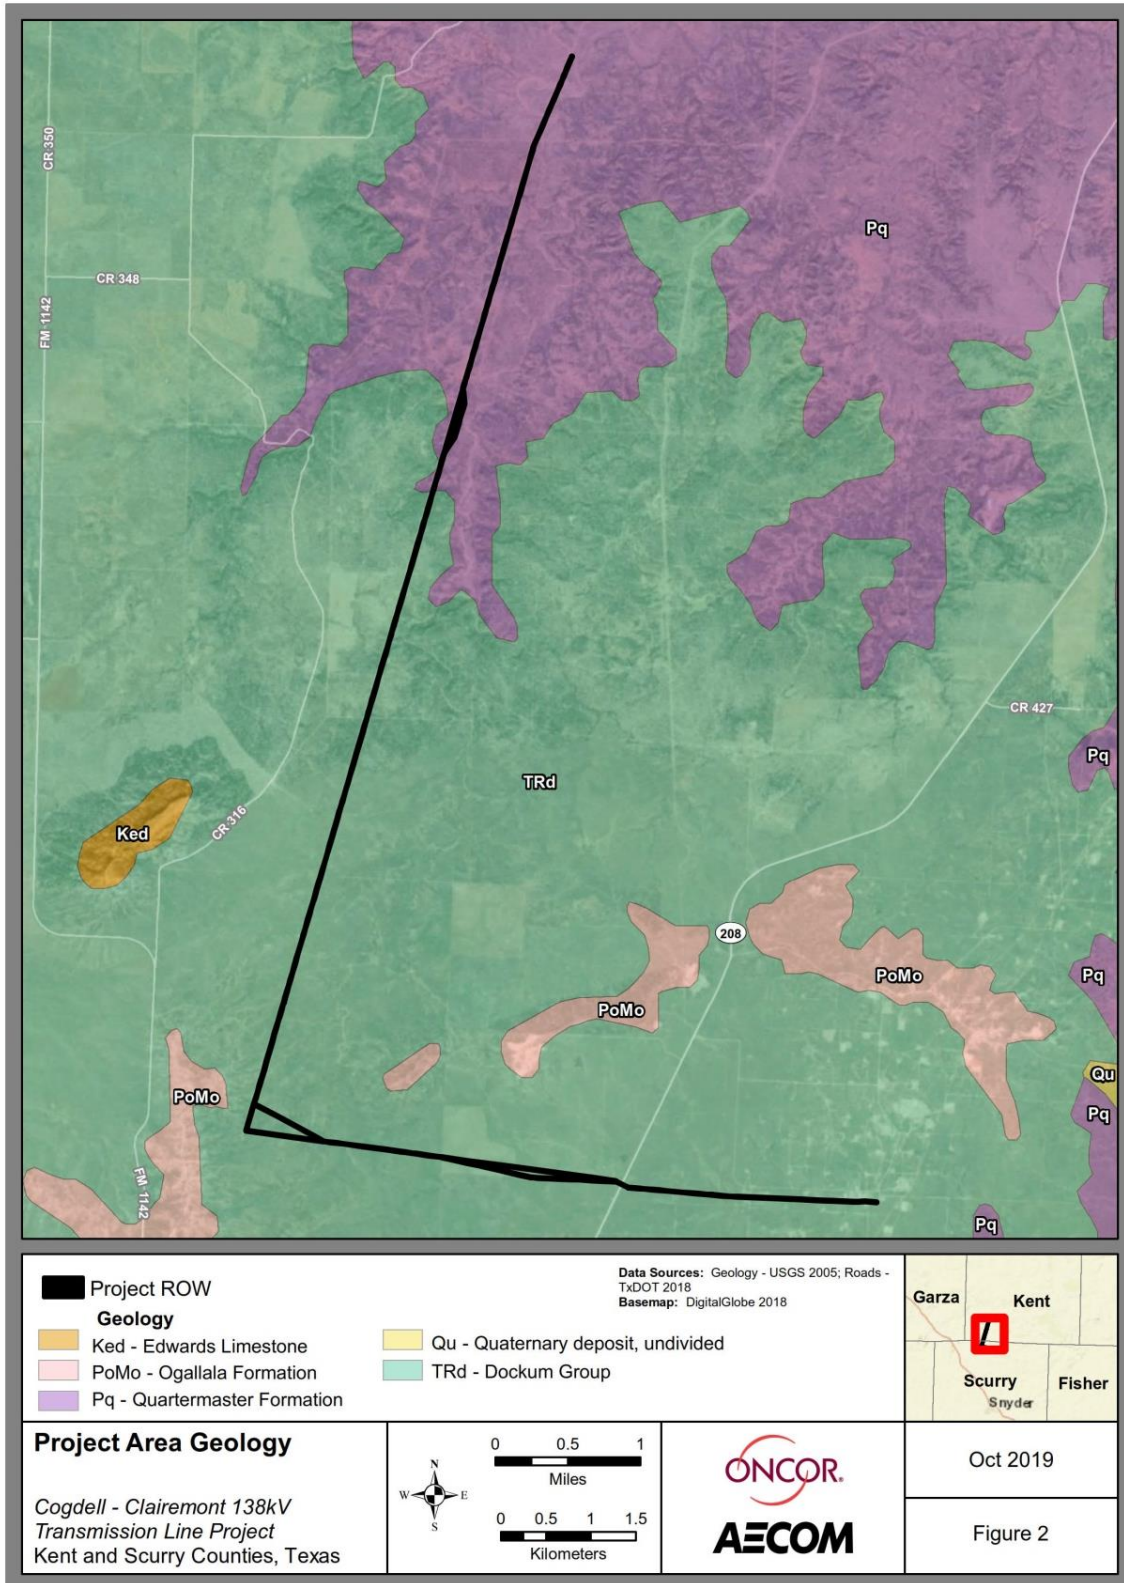 CR 350
Pq
CR 348
FM 1142
CR 427
Pq
TRd
CR 316
Ked
208
PoMo
Pq
PoMo
PoMo
Qu
Pq
FM 1142
Pq
Project ROW
Geology
Ked - Edwards Limestone
PoMo - Ogallala Formation
Pq - Quartermaster Formation
Qu - Quaternary deposit, undivided
TRd - Dockum Group
Data Sources: Geology - USGS 2005; Roads -
TxDOT 2018
Basemap: DigitalGlobe 2018
Garza
Kent
Scurry
Fisher
Snyder
Project Area Geology
Cogdell - Clairemont 138kV
Transmission Line Project
Kent and Scurry Counties, Texas
N
W E
S
0 0.5 1
Miles
0 0.5 1 1.5
Kilometers
ONCOR.
AECOM
Oct 2019
Figure 2